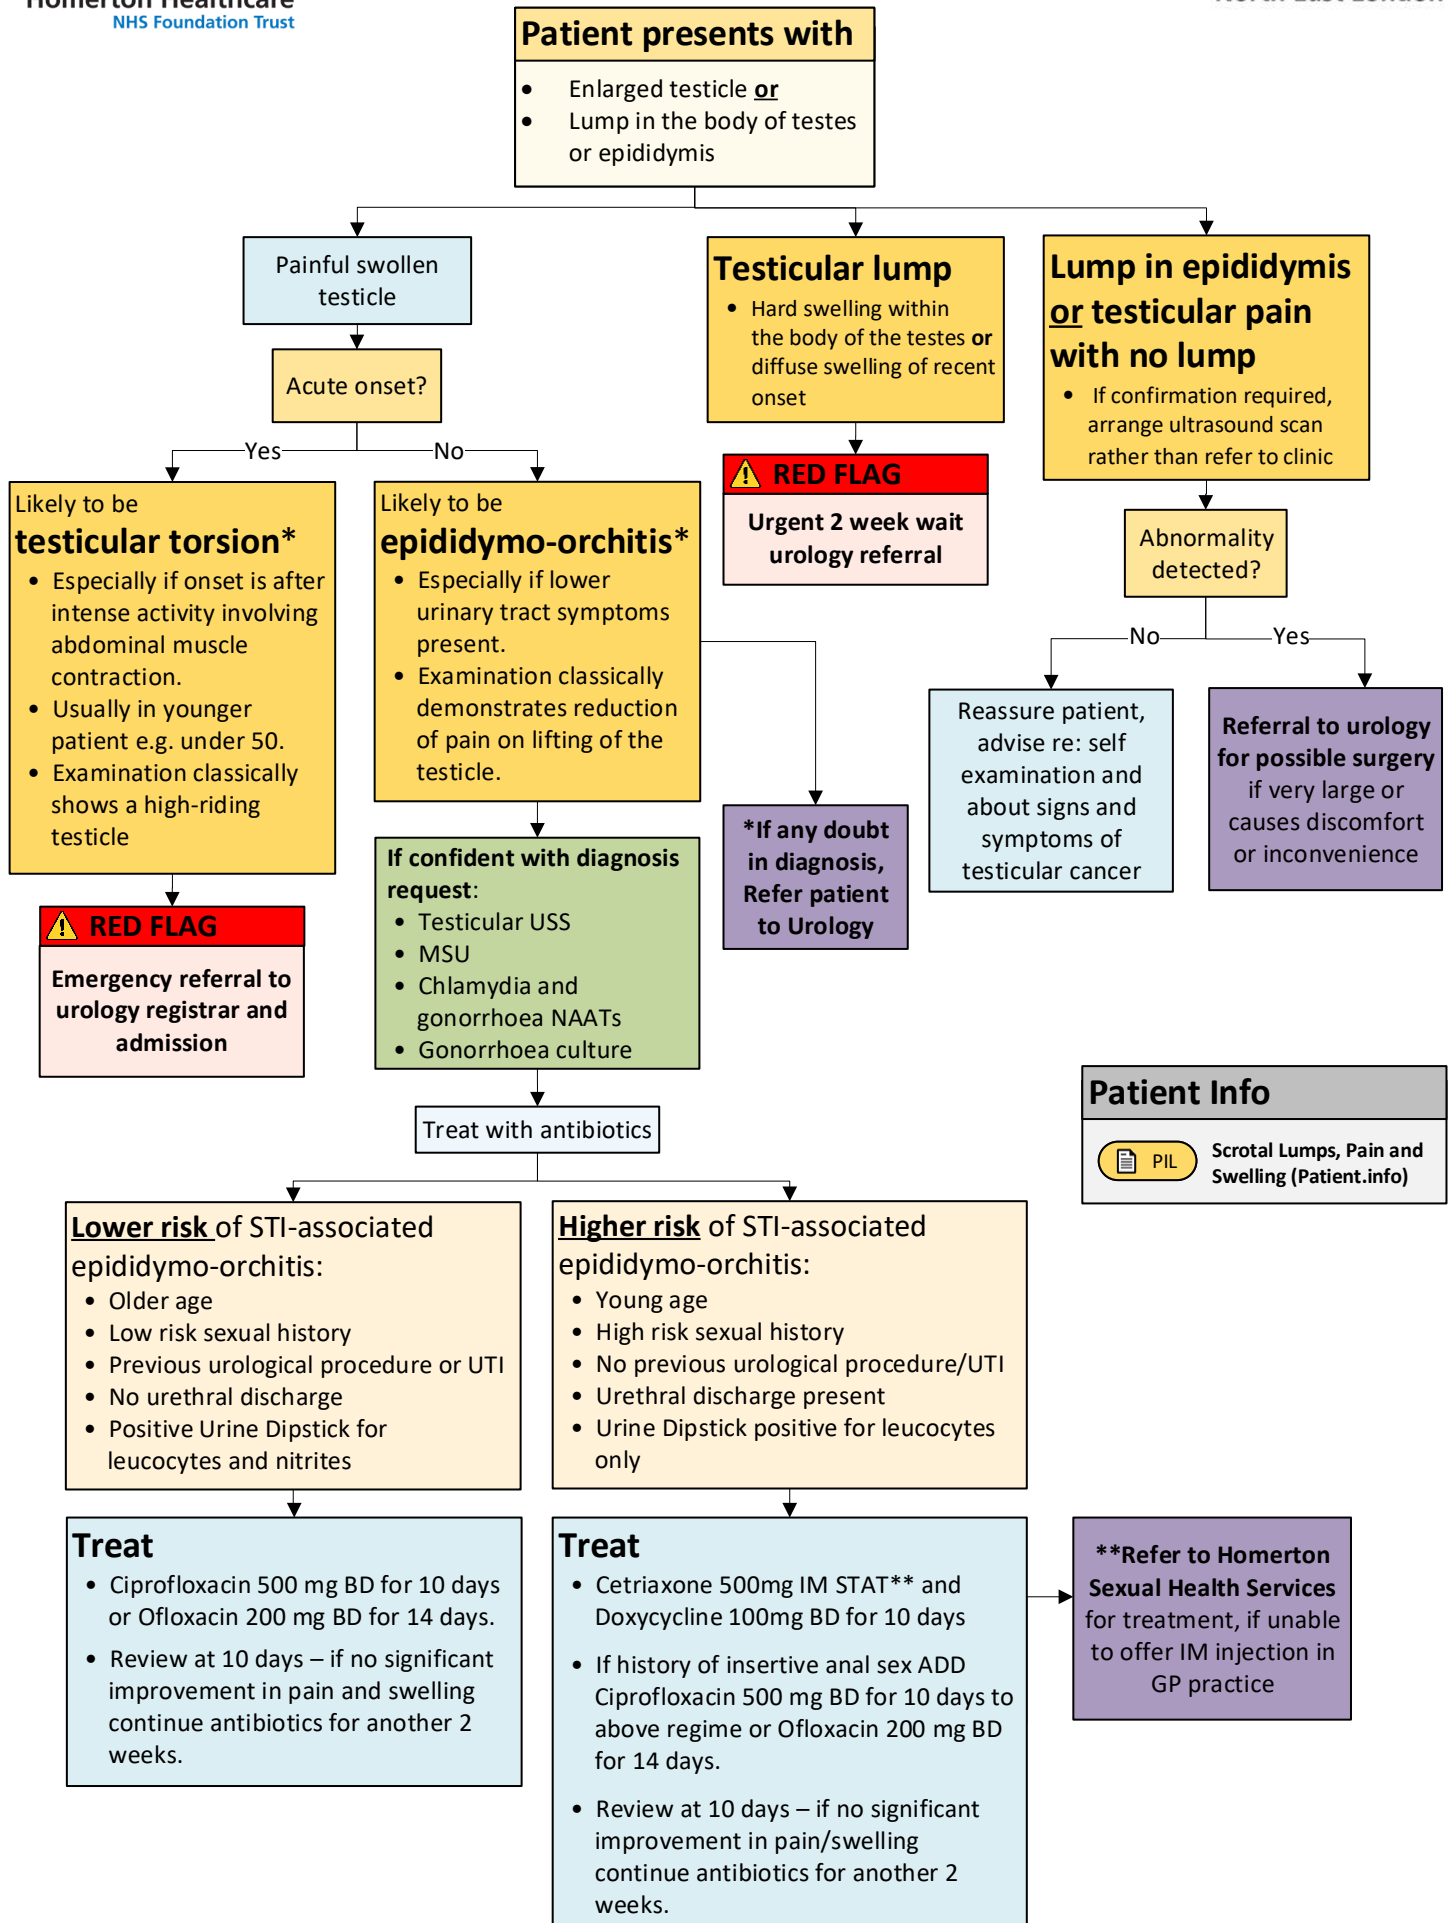 Homerton Healthcare
NHS Foundation Trust
North East London
Patient presents with
• Enlarged testicle or
• Lump in the body of testes
or epididymis
Painful swollen
testicle
Acute onset?
Yes
No
Testicular lump
• Hard swelling within
the body of the testes or
diffuse swelling of recent
onset
Lump in epididymis
or testicular pain
with no lump
• If confirmation required,
arrange ultrasound scan
rather than refer to clinic
Likely to be
testicular torsion*
• Especially if onset is after
intense activity involving
abdominal muscle
contraction.
• Usually in younger
patient e.g. under 50.
• Examination classically
shows a high-riding
testicle
RED FLAG
Emergency referral to
urology registrar and
admission
Likely to be
epididymo-orchitis*
• Especially if lower
urinary tract symptoms
present.
• Examination classically
demonstrates reduction
of pain on lifting of the
testicle.
RED FLAG
Urgent 2 week wait
urology referral
Abnormality
detected?
No
Yes
Reassure patient,
advise re: self
examination and
about signs and
symptoms of
testicular cancer
Referral to urology
for possible surgery
if very large or
causes discomfort
or inconvenience
*If any doubt
in diagnosis,
Refer patient
to Urology
If confident with diagnosis
request:
• Testicular USS
• MSU
• Chlamydia and
gonorrhoea NAATs
• Gonorrhoea culture
Treat with antibiotics
Patient Info
PIL
Scrotal Lumps, Pain and
Swelling (Patient.info)
Lower risk of STI-associated
epididymo-orchitis:
• Older age
• Low risk sexual history
• Previous urological procedure or UTI
• No urethral discharge
• Positive Urine Dipstick for
leucocytes and nitrites
Higher risk of STI-associated
epididymo-orchitis:
• Young age
• High risk sexual history
• No previous urological procedure/UTI
• Urethral discharge present
• Urine Dipstick positive for leucocytes
only
Treat
• Ciprofloxacin 500 mg BD for 10 days
or Ofloxacin 200 mg BD for 14 days.
• Review at 10 days – if no significant
improvement in pain and swelling
continue antibiotics for another 2
weeks.
Treat
• Cetriaxone 500mg IM STAT** and
Doxycycline 100mg BD for 10 days
• If history of insertive anal sex ADD
Ciprofloxacin 500 mg BD for 10 days to
above regime or Ofloxacin 200 mg BD
for 14 days.
• Review at 10 days – if no significant
improvement in pain/swelling
continue antibiotics for another 2
weeks.
**Refer to Homerton
Sexual Health Services
for treatment, if unable
to offer IM injection in
GP practice